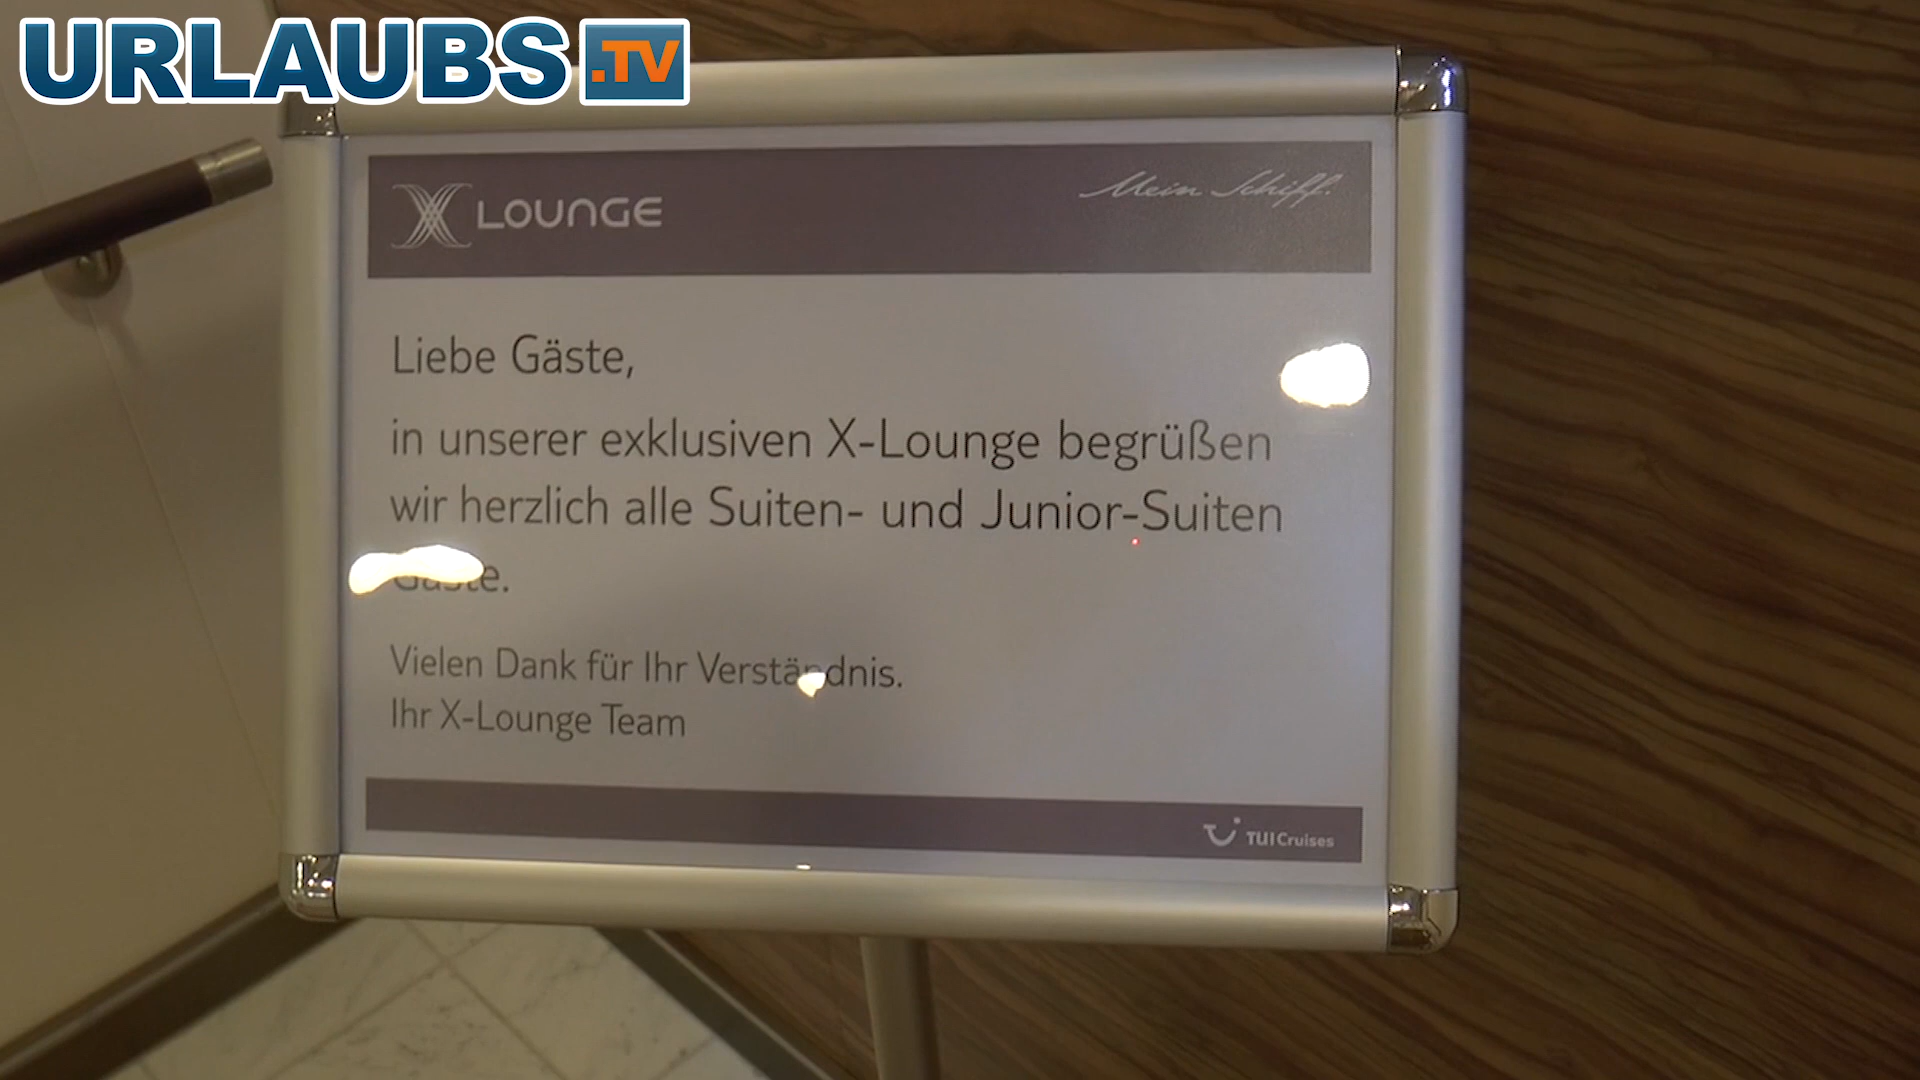 URLAUBS.TV
X LOUNGE
Mein Schiff.
Liebe Gäste,
in unserer exklusiven X-Lounge begrüßen
wir herzlich alle Suiten- und Junior-Suiten
Gäste.
Vielen Dank für Ihr Verständnis.
Ihr X-Lounge Team
TUI Cruises